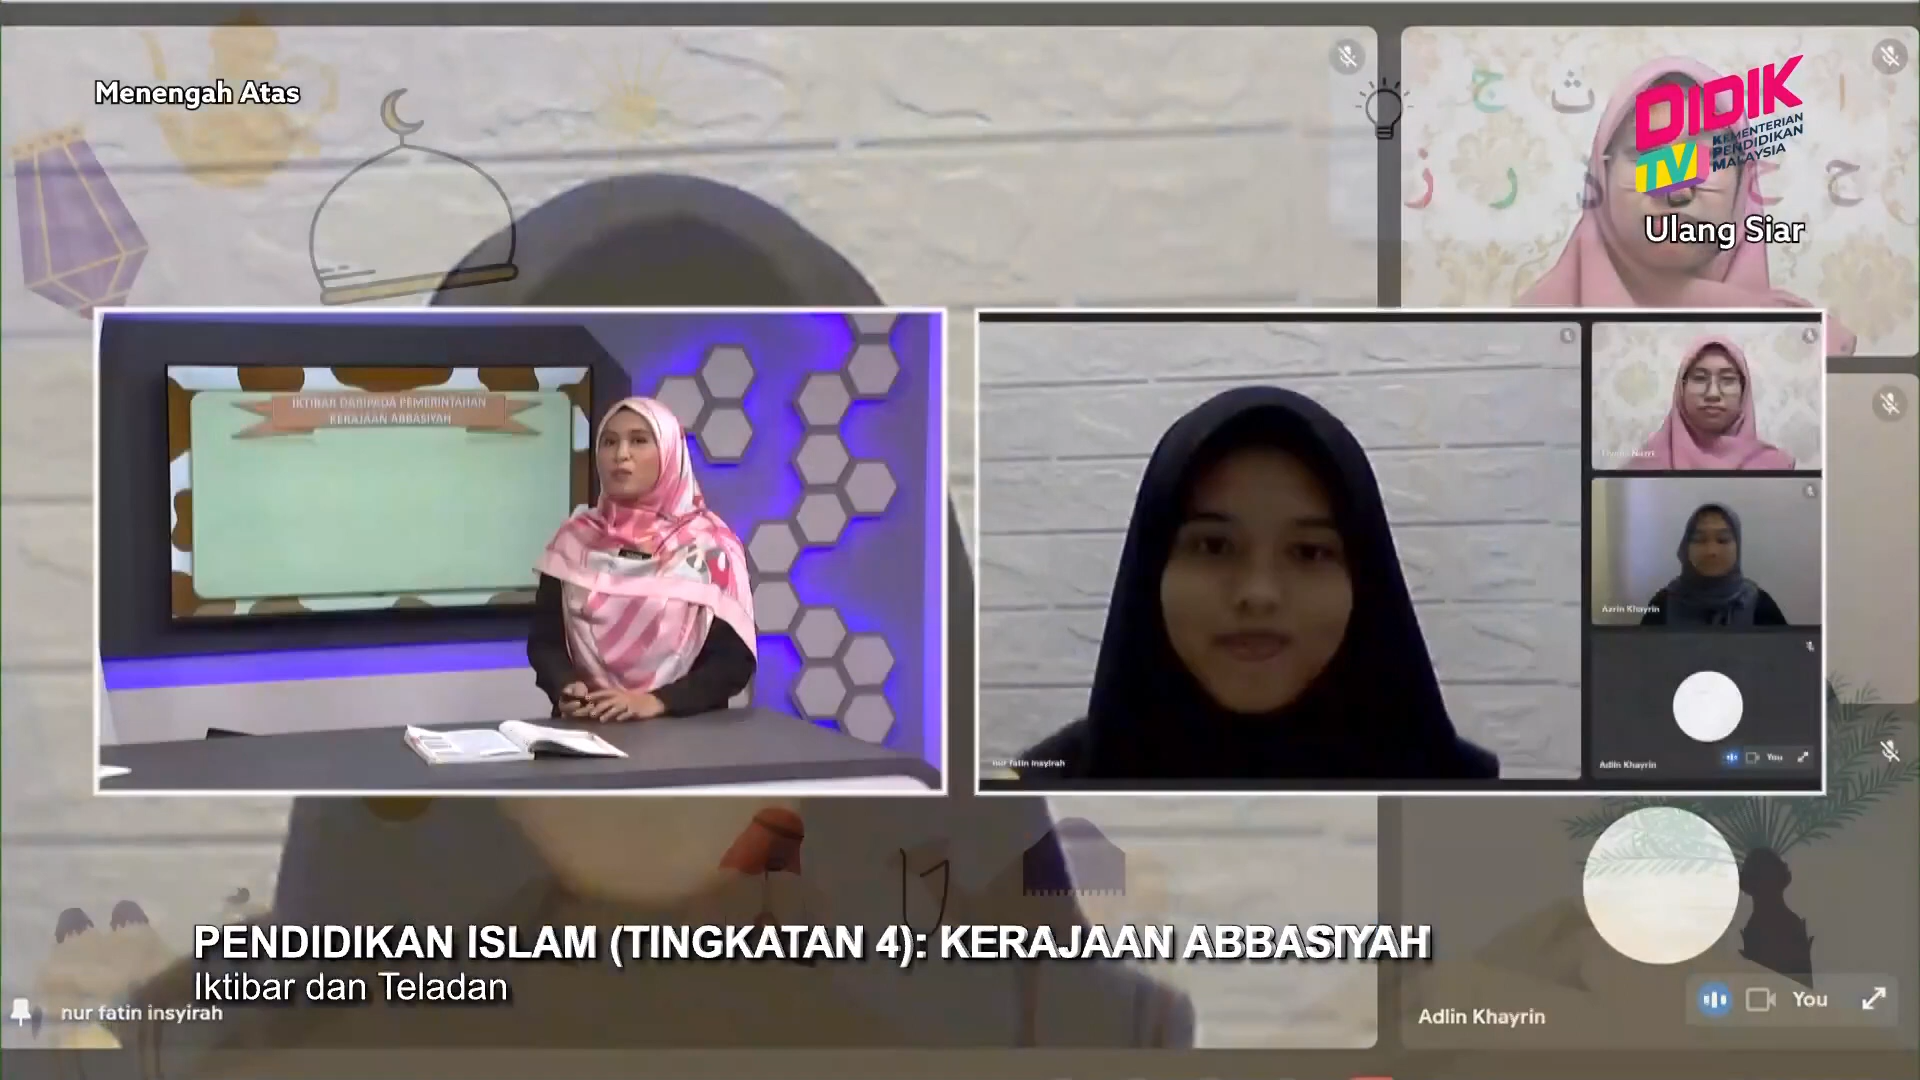 Menengah Atas
DIDIK
TV
KEMENTERIAN
PENDIDIKAN
MALAYSIA
ج ث ا
ز ر خ ح
Ulang Siar
IKTIBAR DARIPADA PEMERINTAHAN
KERAJAAN ABBASIYAH
nur fatin insyirah
Azrin Khayrin
Adlin Khayrin
You
PENDIDIKAN ISLAM (TINGKATAN 4): KERAJAAN ABBASIYAH
Iktibar dan Teladan
nur fatin insyirah
Adlin Khayrin
You